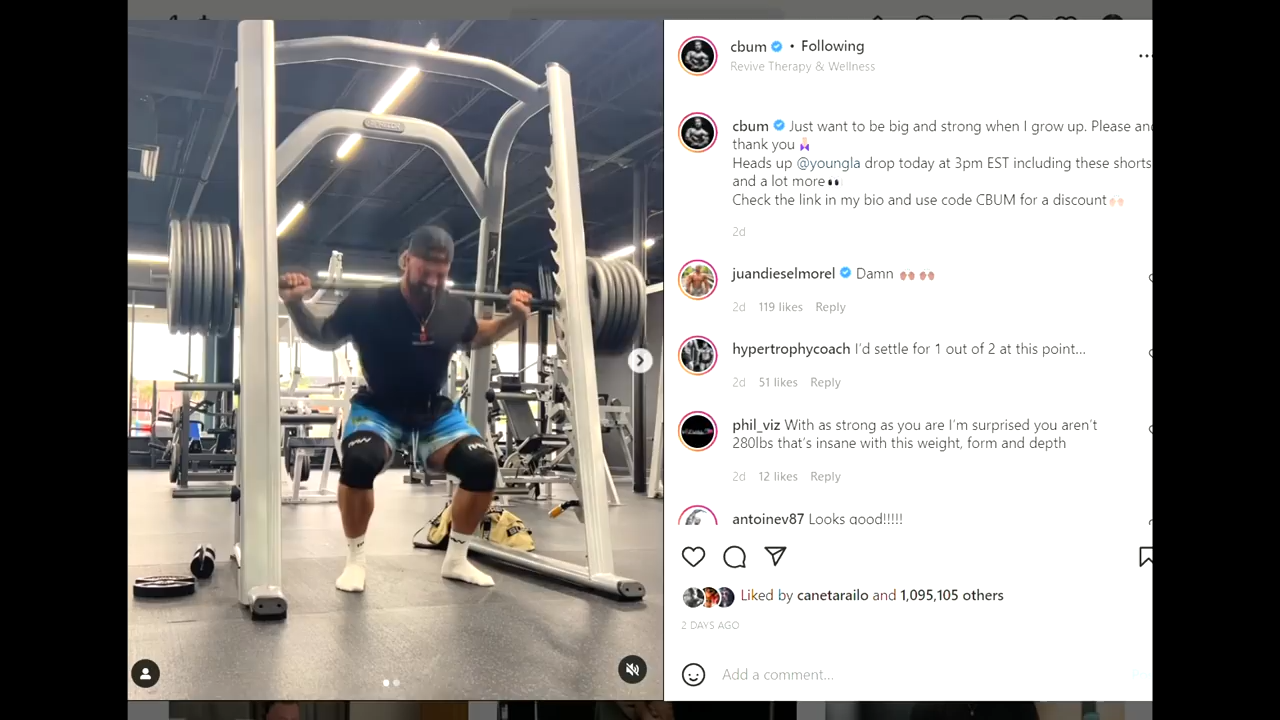 cbum • Following
Revive Therapy & Wellness
cbum Just want to be big and strong when I grow up. Please and
thank you
Heads up @youngla drop today at 3pm EST including these shorts
and a lot more
Check the link in my bio and use code CBUM for a discount
2d
juandieselmorel Damn
2d 119 likes Reply
hypertrophycoach I'd settle for 1 out of 2 at this point...
2d 51 likes Reply
phil_viz With as strong as you are I'm surprised you aren't
280lbs that's insane with this weight, form and depth
2d 12 likes Reply
antoinev87 Looks good!!!!!
Liked by canetarailo and 1,095,105 others
2 DAYS AGO
Add a comment...